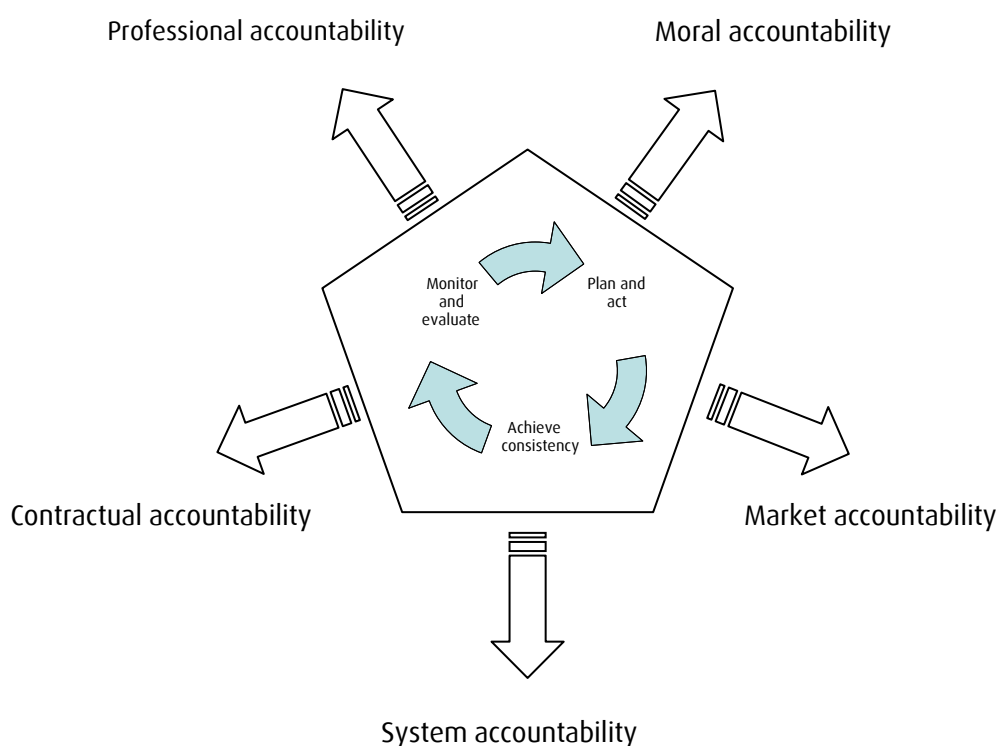 Professional accountability
Moral accountability
Monitor
and
evaluate
Plan and
act
Achieve
consistency
Contractual accountability
Market accountability
System accountability